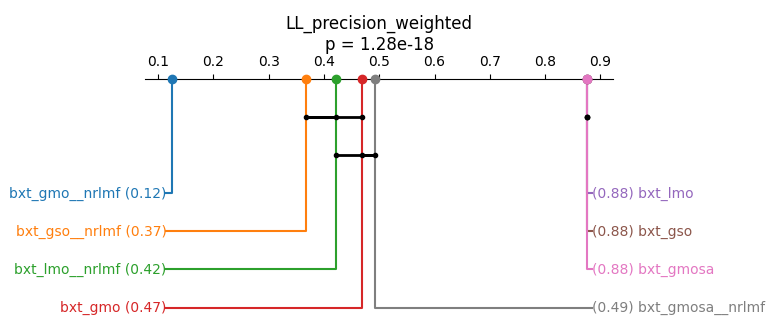 LL_precision_weighted
p = 1.28e-18
0.1 0.2 0.3 0.4 0.5 0.6 0.7 0.8 0.9
bxt_gmo__nrlmf (0.12) (0.88) bxt_lmo
bxt_gso__nrlmf (0.37) (0.88) bxt_gso
bxt_lmo__nrlmf (0.42) (0.88) bxt_gmosa
bxt_gmo (0.47) (0.49) bxt_gmosa__nrlmf